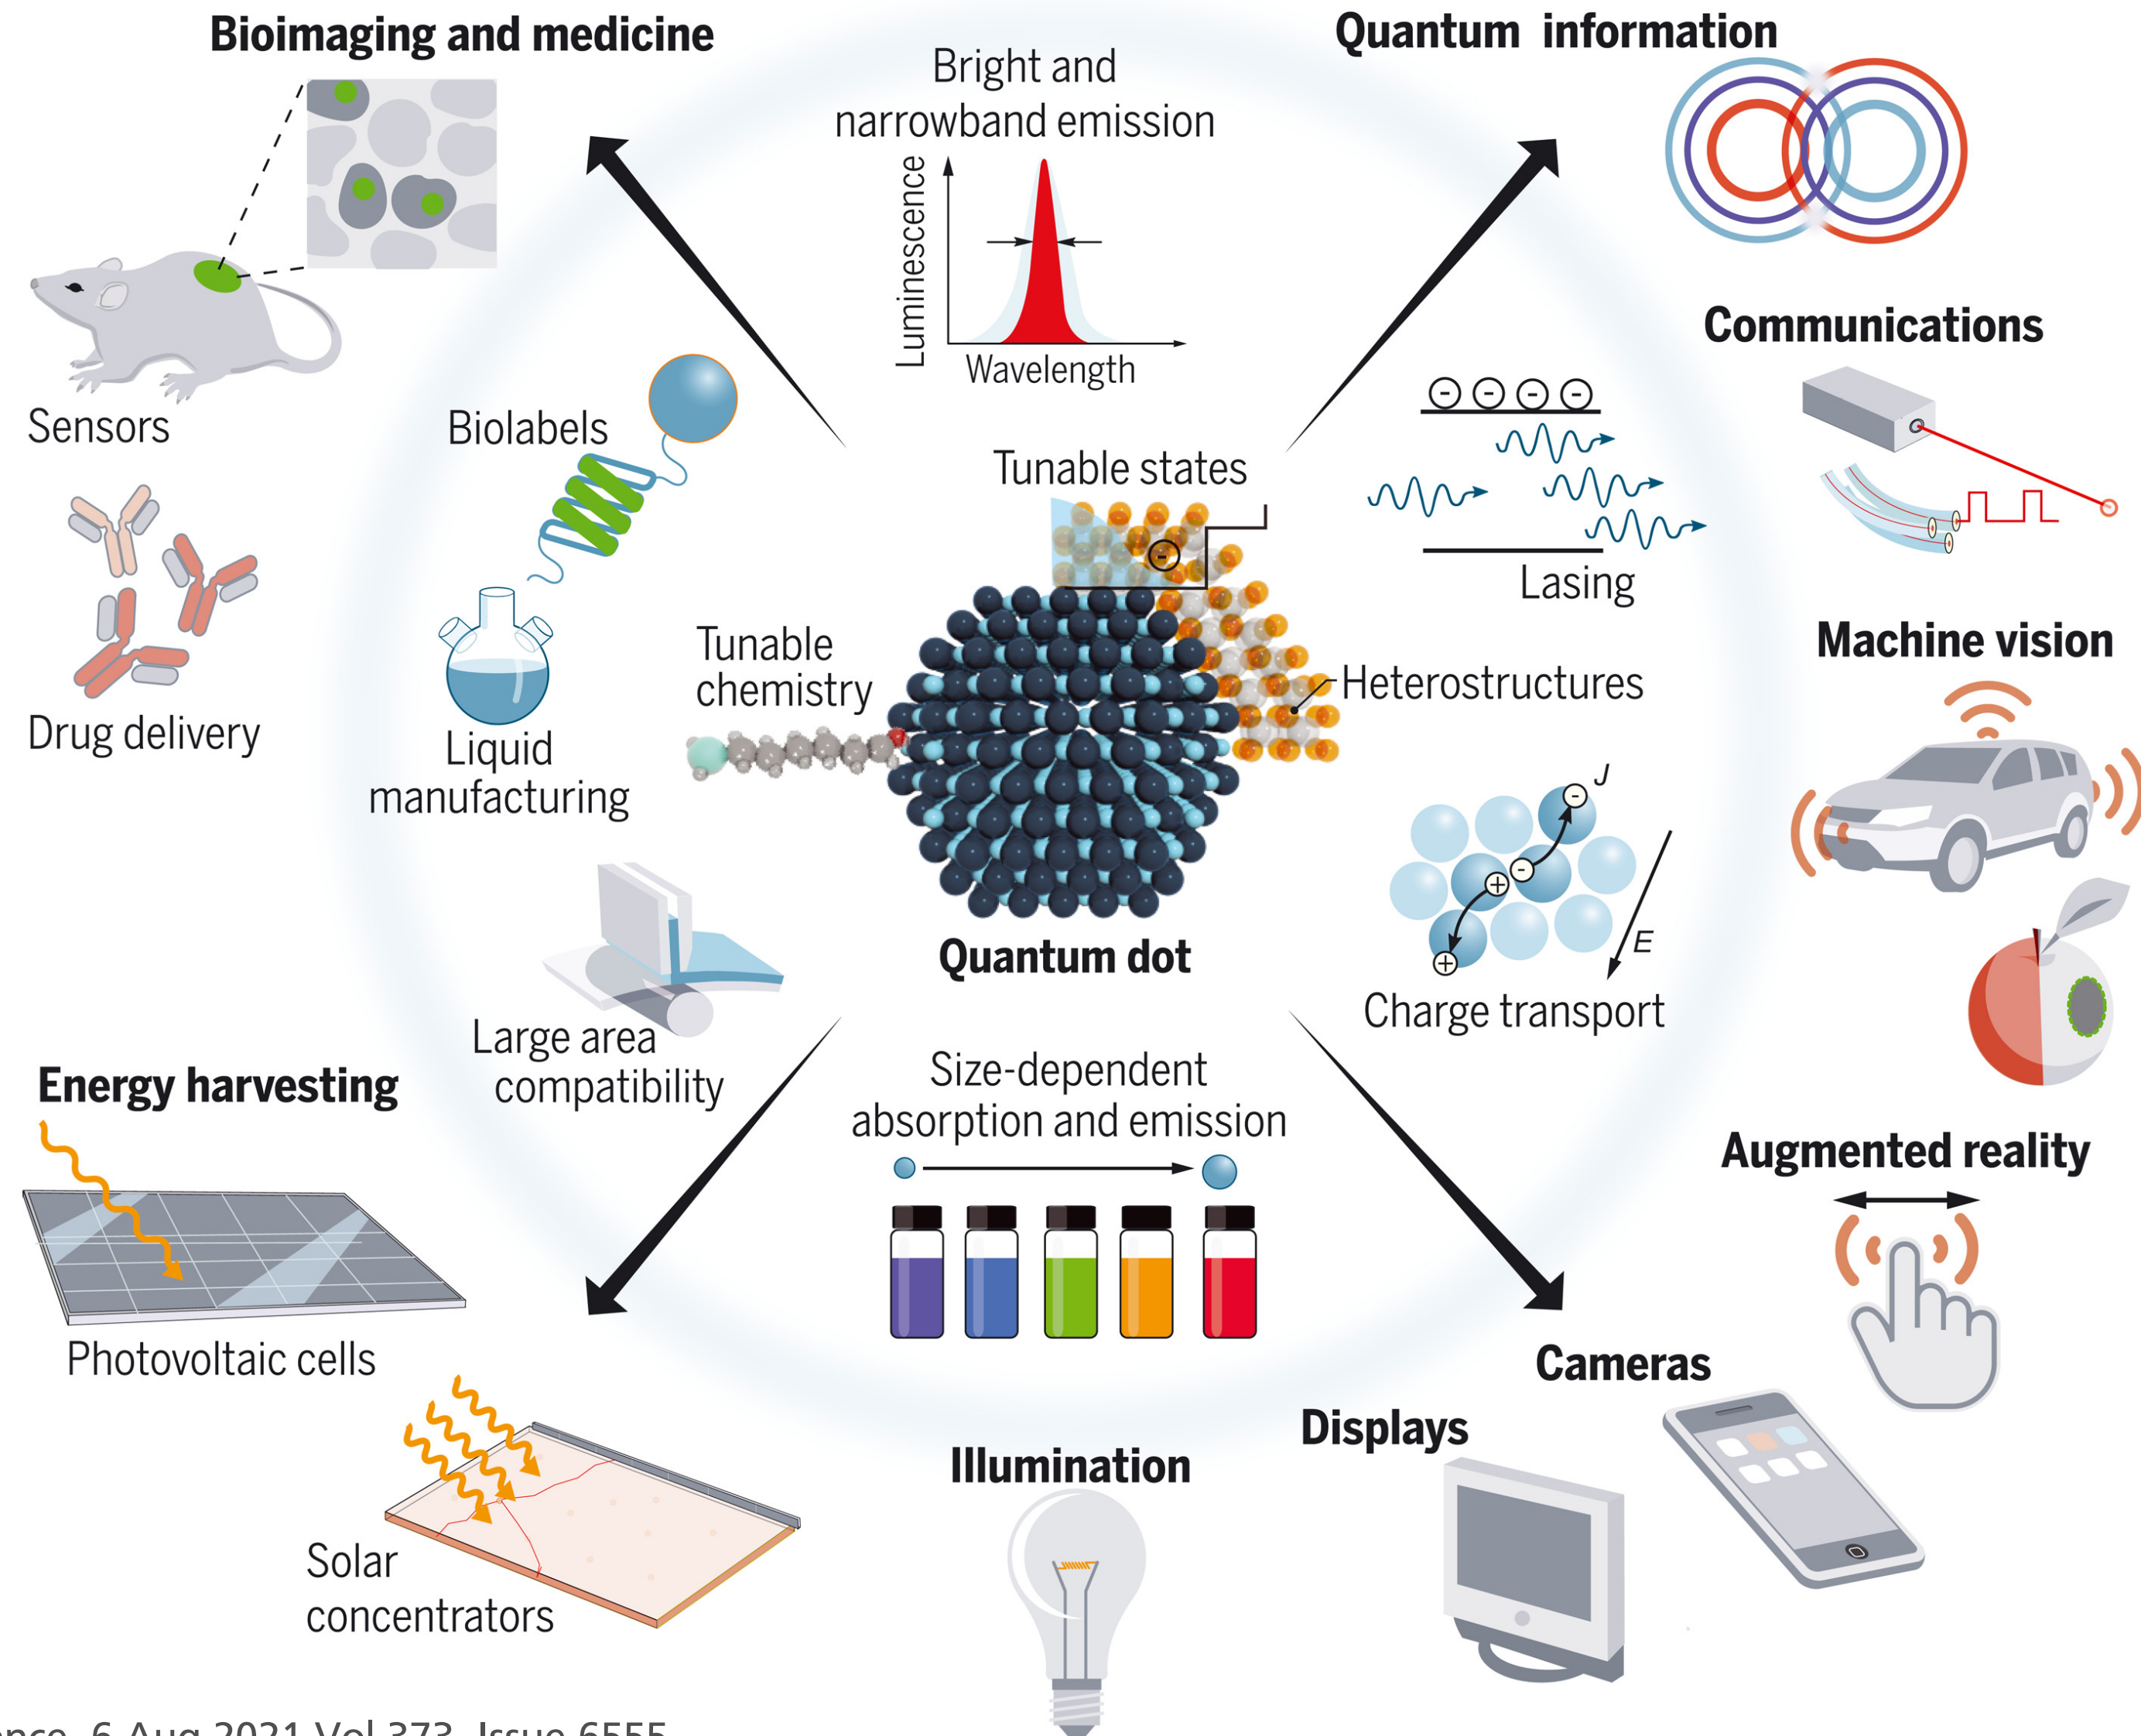 Bioimaging and medicine
Quantum information
Bright and
narrowband emission
Luminescence
Wavelength
Communications
Sensors
Biolabels
Tunable states
-
-
-
-
-
Lasing
Drug delivery
Liquid
manufacturing
Tunable
chemistry
Heterostructures
Machine vision
J
-
-
+
+
E
Charge transport
Quantum dot
Large area
compatibility
Size-dependent
absorption and emission
Energy harvesting
Photovoltaic cells
Augmented reality
Cameras
Displays
Illumination
Solar
concentrators
6 Aug 2021 Vol 373, Issue 6555